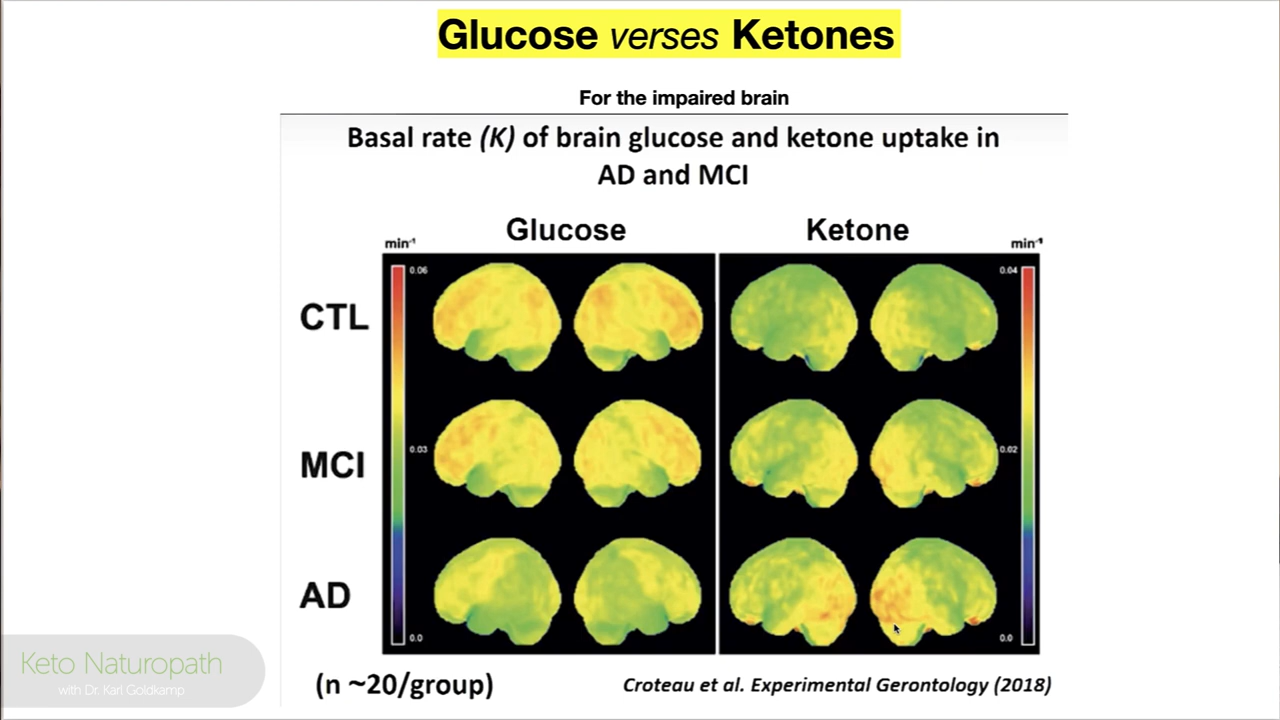 Glucose verses Ketones
For the impaired brain
Basal rate (K) of brain glucose and ketone uptake in
AD and MCI
Glucose
Ketone
min⁻¹
min⁻¹
0.06
0.04
CTL
MCI
0.03
0.02
AD
0.0
0.0
Keto Naturopath
with Dr. Karl Goldkamp
(n ~20/group)
Croteau et al. Experimental Gerontology (2018)